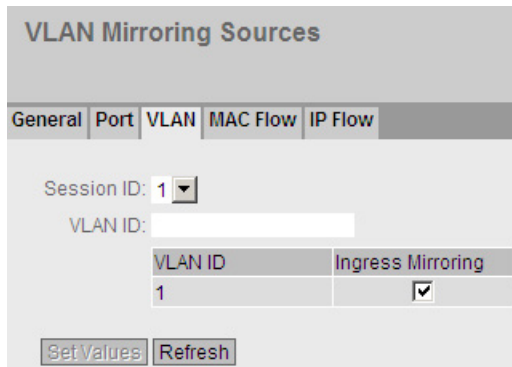 VLAN Mirroring Sources
General Port VLAN MAC Flow IP Flow
Session ID: 1
VLAN ID:
VLAN ID Ingress Mirroring
1
Set Values Refresh